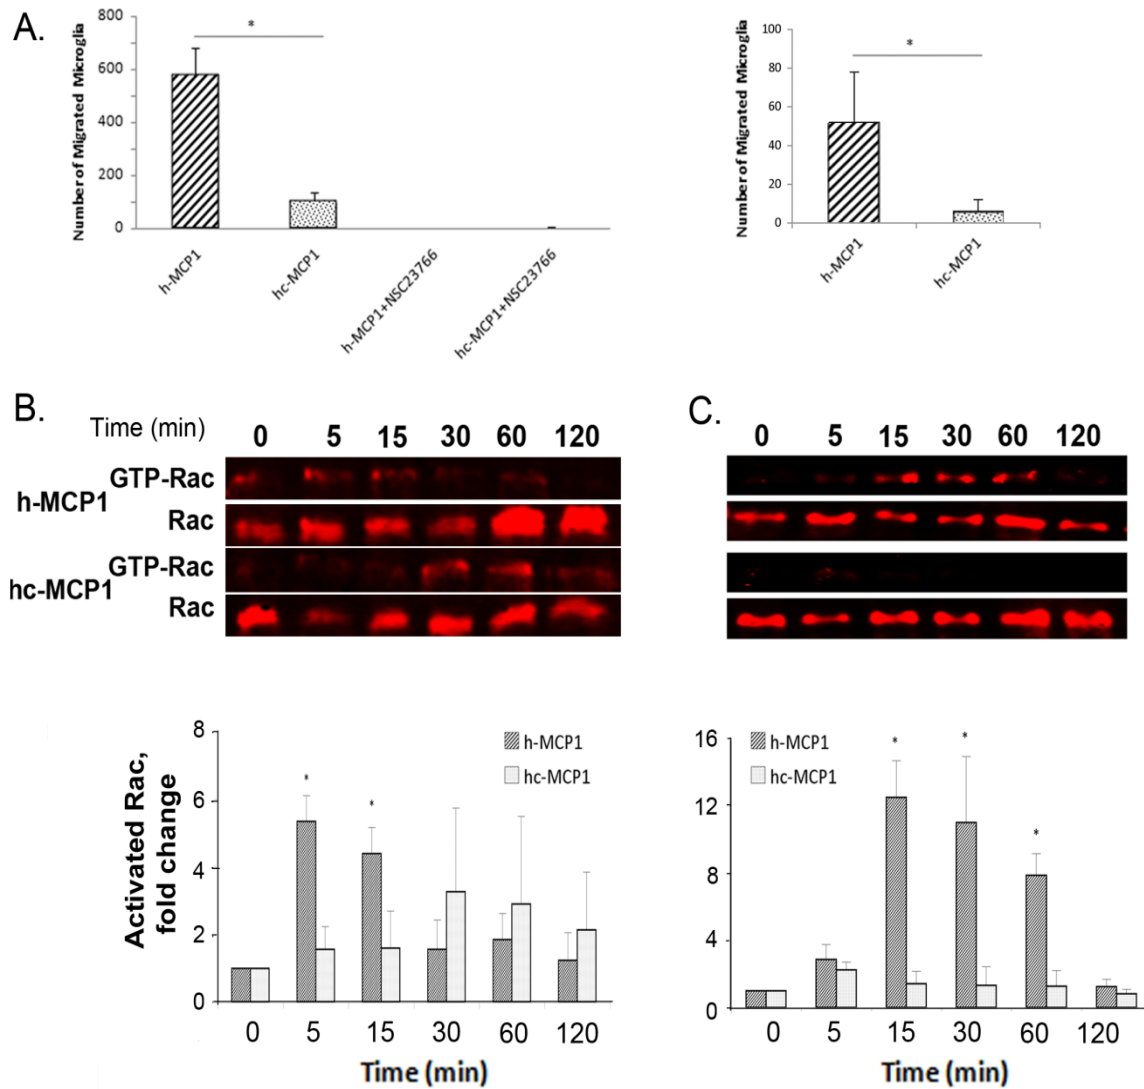 A.
Number of Migrated Microglia
800
600
400
200
0
*
h-MCP1
hc-MCP1
h-MCP1+NSC23766
hc-MCP1+NSC23766
Number of Migrated Microglia
100
80
60
40
20
0
*
h-MCP1
hc-MCP1
B.
Time (min)
0 5 15 30 60 120
h-MCP1
GTP-Rac
Rac
hc-MCP1
GTP-Rac
Rac
C.
0 5 15 30 60 120
Activated Rac,
fold change
8
6
4
2
0
* *
h-MCP1
hc-MCP1
0 5 15 30 60 120
Time (min)
16
12
8
4
0
h-MCP1
hc-MCP1
* * *
0 5 15 30 60 120
Time (min)